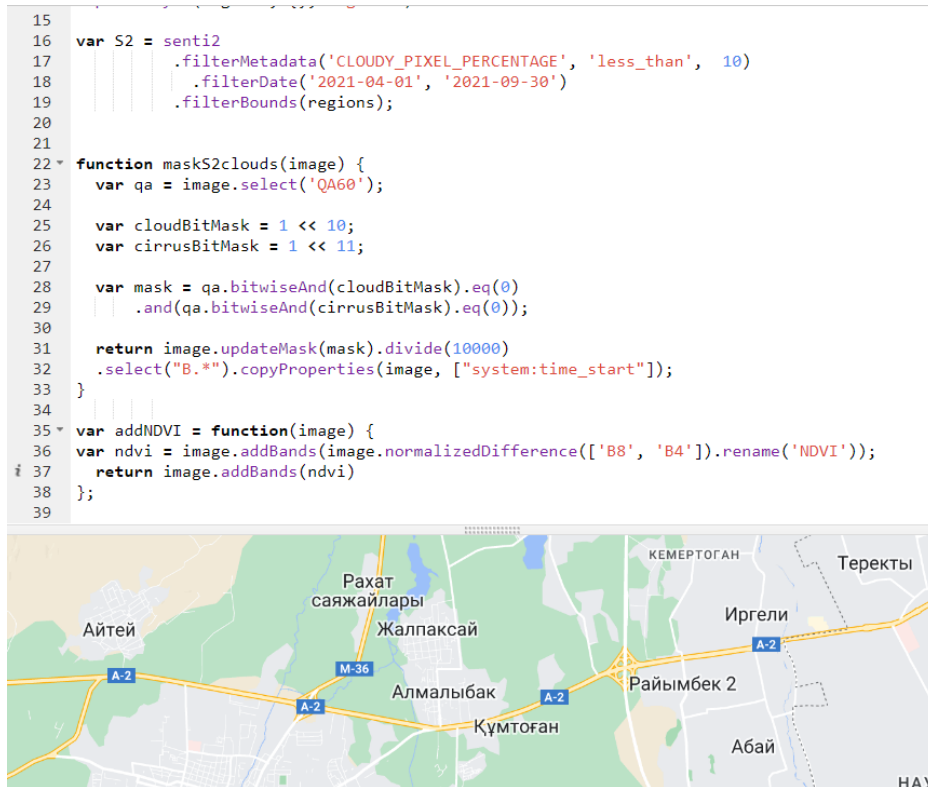 15
16 var S2 = senti2
17 .filterMetadata('CLOUDY_PIXEL_PERCENTAGE', 'less_than', 10)
18 .filterDate('2021-04-01', '2021-09-30')
19 .filterBounds(regions);
20
21
22 function maskS2clouds(image) {
23 var qa = image.select('QA60');
24
25 var cloudBitMask = 1 << 10;
26 var cirrusBitMask = 1 << 11;
27
28 var mask = qa.bitwiseAnd(cloudBitMask).eq(0)
29 .and(qa.bitwiseAnd(cirrusBitMask).eq(0));
30
31 return image.updateMask(mask).divide(10000)
32 .select("B.*").copyProperties(image, ["system:time_start"]);
33 }
34
35 var addNDVI = function(image) {
36 var ndvi = image.addBands(image.normalizedDifference(['B8', 'B4']).rename('NDVI'));
i 37 return image.addBands(ndvi)
38 };
39
КЕМЕРТОГАН
Теректы
Рахат
саяжайлары
Иргели
Айтей
Жалпаксай
A-2
M-36
A-2
Райымбек 2
Алмалыбак
A-2
A-2
Құмтоған
Абай